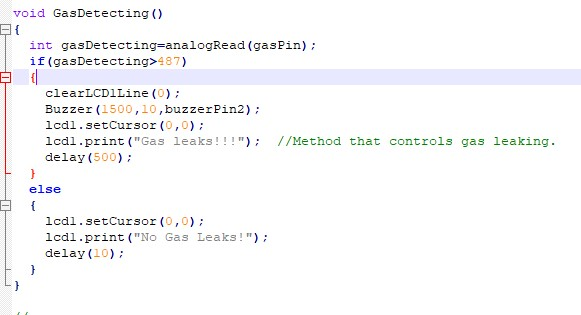 void GasDetecting()
{
int gasDetecting=analogRead(gasPin);
if(gasDetecting>487)
{
clearLCD1Line(0);
Buzzer(1500,10,buzzerPin2);
lcd1.setCursor(0,0);
lcd1.print("Gas leaks!!!");  //Method that controls gas leaking.
delay(500);
}
else
{
lcd1.setCursor(0,0);
lcd1.print("No Gas Leaks!");
delay(10);
}
}